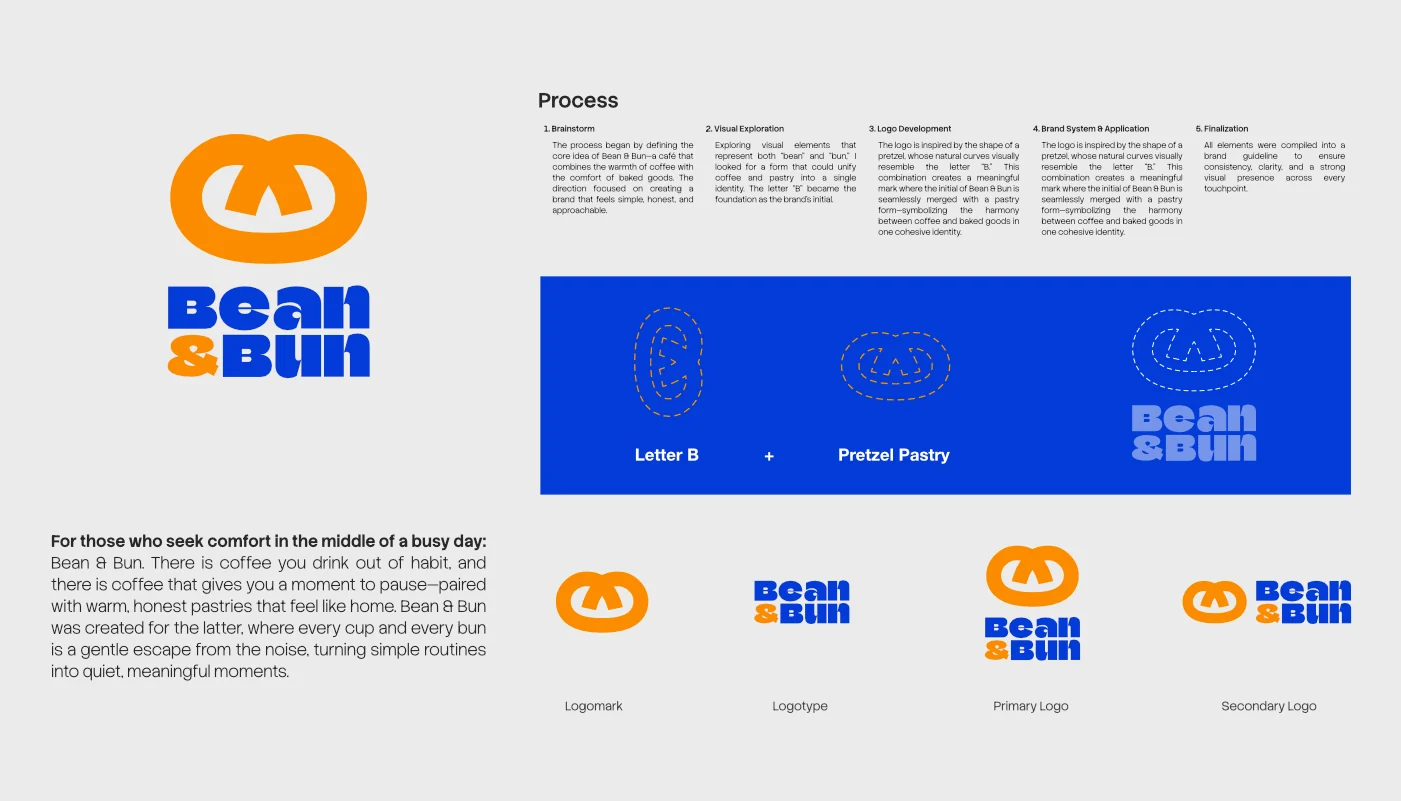 Bean
&Bun
For those who seek comfort in the middle of a busy day:
Bean & Bun. There is coffee you drink out of habit, and
there is coffee that gives you a moment to pause—paired
with warm, honest pastries that feel like home. Bean & Bun
was created for the latter, where every cup and every bun
is a gentle escape from the noise, turning simple routines
into quiet, meaningful moments.
Process
1. Brainstorm
The process began by defining the
core idea of Bean & Bun—a café that
combines the warmth of coffee with
the comfort of baked goods. The
direction focused on creating a
brand that feels simple, honest, and
approachable.
2. Visual Exploration
Exploring visual elements that
represent both "bean" and "bun." I
looked for a form that could unify
coffee and pastry into a single
identity. The letter "B" became the
foundation as the brand's initial.
3. Logo Development
The logo is inspired by the shape of a
pretzel, whose natural curves visually
resemble the letter "B." This
combination creates a meaningful
mark where the initial of Bean & Bun is
seamlessly merged with a pastry
form—symbolizing the harmony
between coffee and baked goods in
one cohesive identity.
4. Brand System & Application
The logo is inspired by the shape of a
pretzel, whose natural curves visually
resemble the letter "B." This
combination creates a meaningful
mark where the initial of Bean & Bun is
seamlessly merged with a pastry
form—symbolizing the harmony
between coffee and baked goods in
one cohesive identity.
5. Finalization
All elements were compiled into a
brand guideline to ensure
consistency, clarity, and a strong
visual presence across every
touchpoint.
Letter B + Pretzel Pastry
Bean
&Bun
Bean
&Bun
Bean
&Bun
Bean
&Bun
Logomark
Logotype
Primary Logo
Secondary Logo